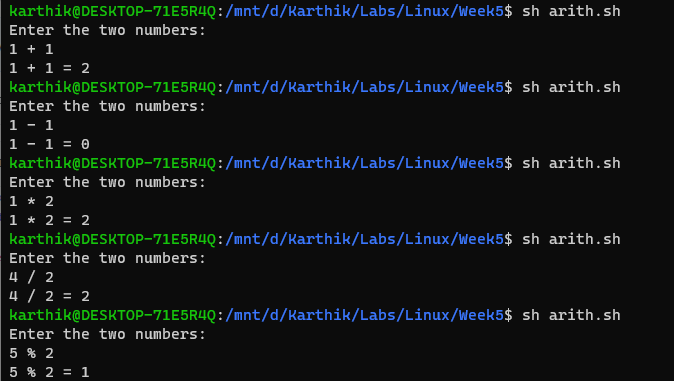 karthik@DESKTOP-71E5R4Q:/mnt/d/Karthik/Labs/Linux/Week5$ sh arith.sh
Enter the two numbers:
1 + 1
1 + 1 = 2
karthik@DESKTOP-71E5R4Q:/mnt/d/Karthik/Labs/Linux/Week5$ sh arith.sh
Enter the two numbers:
1 - 1
1 - 1 = 0
karthik@DESKTOP-71E5R4Q:/mnt/d/Karthik/Labs/Linux/Week5$ sh arith.sh
Enter the two numbers:
1 * 2
1 * 2 = 2
karthik@DESKTOP-71E5R4Q:/mnt/d/Karthik/Labs/Linux/Week5$ sh arith.sh
Enter the two numbers:
4 / 2
4 / 2 = 2
karthik@DESKTOP-71E5R4Q:/mnt/d/Karthik/Labs/Linux/Week5$ sh arith.sh
Enter the two numbers:
5 % 2
5 % 2 = 1